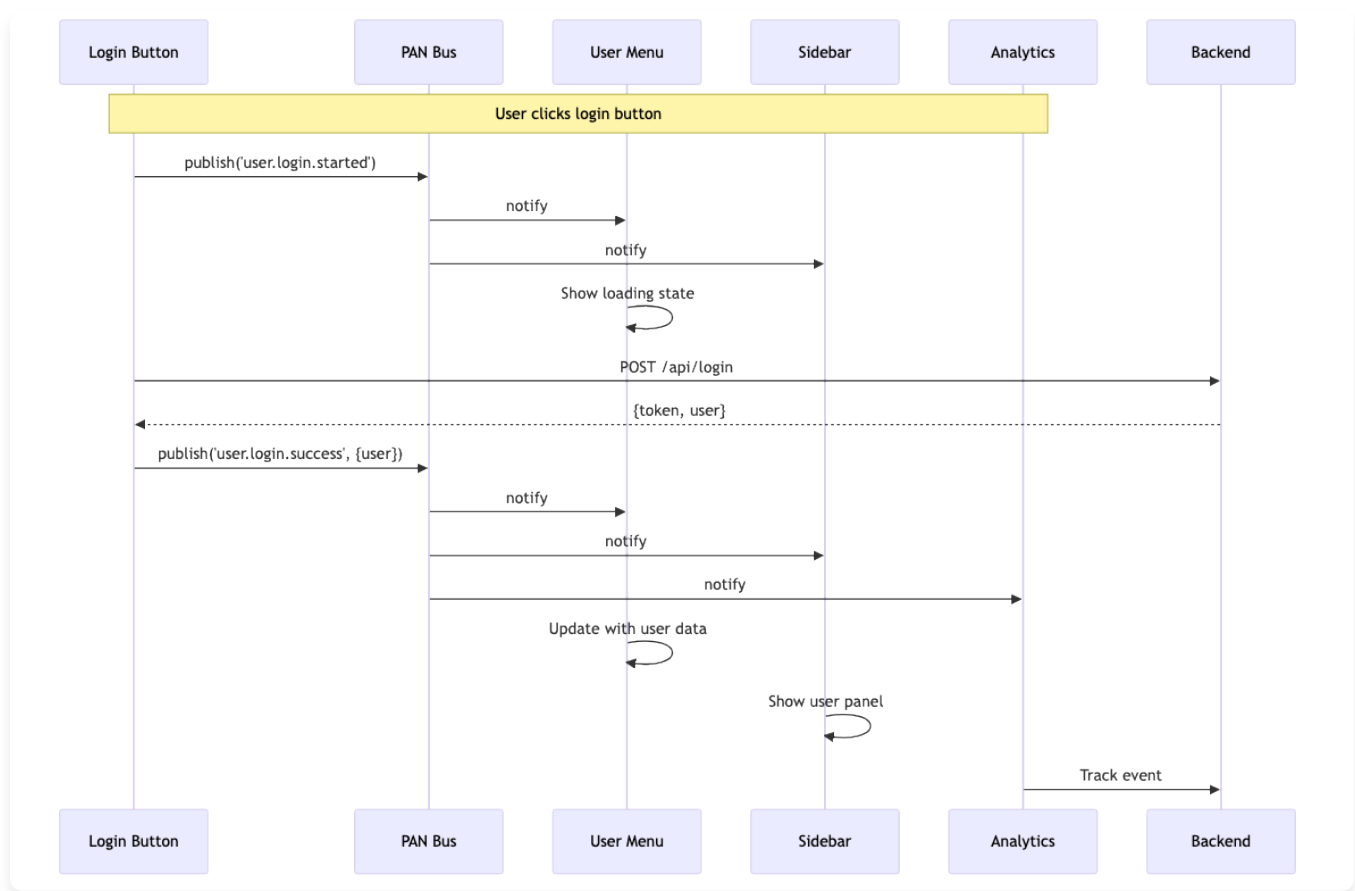 Login Button
PAN Bus
User Menu
Sidebar
Analytics
Backend
User clicks login button
publish('user.login.started')
notify
notify
Show loading state
POST /api/login
{token, user}
publish('user.login.success', {user})
notify
notify
notify
Update with user data
Show user panel
Track event
Login Button
PAN Bus
User Menu
Sidebar
Analytics
Backend